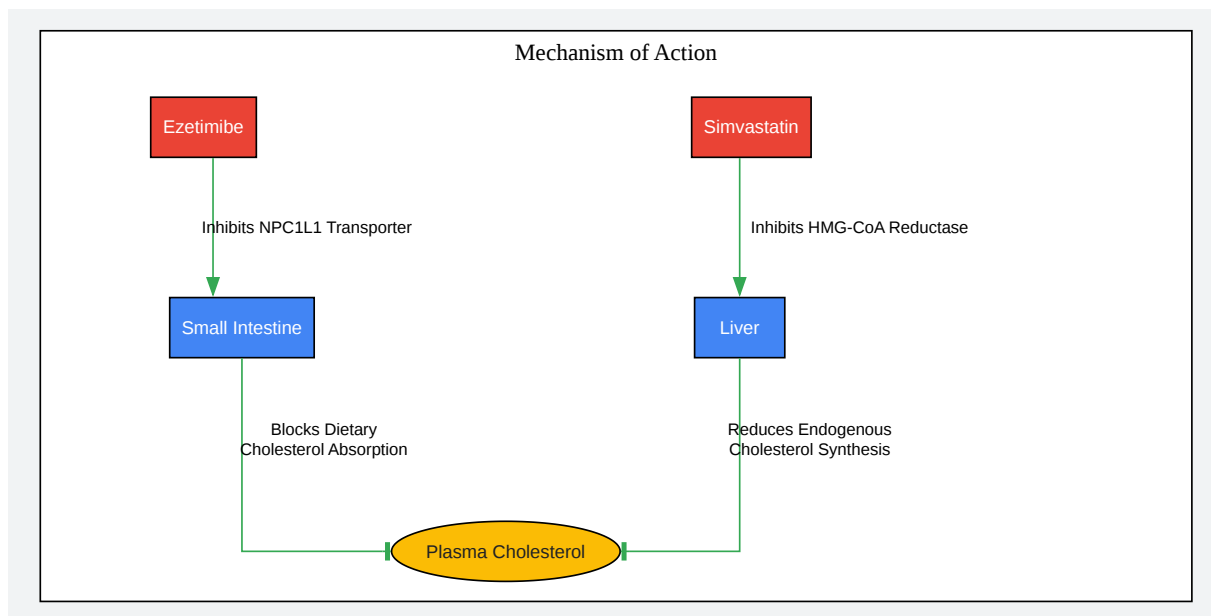 Mechanism of Action
Ezetimibe
Simvastatin
Inhibits NPC1L1 Transporter
Inhibits HMG-CoA Reductase
Small Intestine
Liver
Blocks Dietary
Cholesterol Absorption
Reduces Endogenous
Cholesterol Synthesis
Plasma Cholesterol